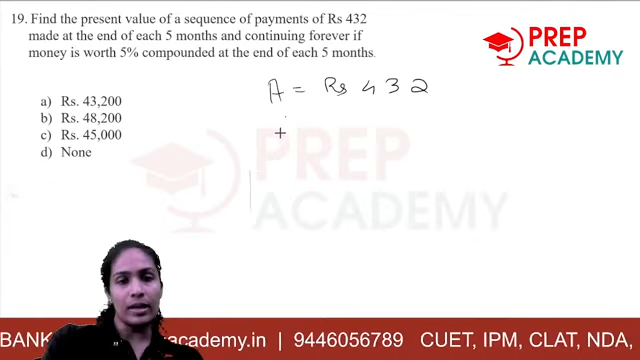 19. Find the present value of a sequence of payments of Rs 432
made at the end of each 5 months and continuing forever if
money is worth 5% compounded at the end of each 5 months.
a) Rs. 43,200
b) Rs. 48,200
c) Rs. 45,000
d) None
A = Rs 432
PREP
ACADEMY
PREP
ACADEMY
BANK academy.in | 9446056789 CUET, IPM, CLAT, NDA,